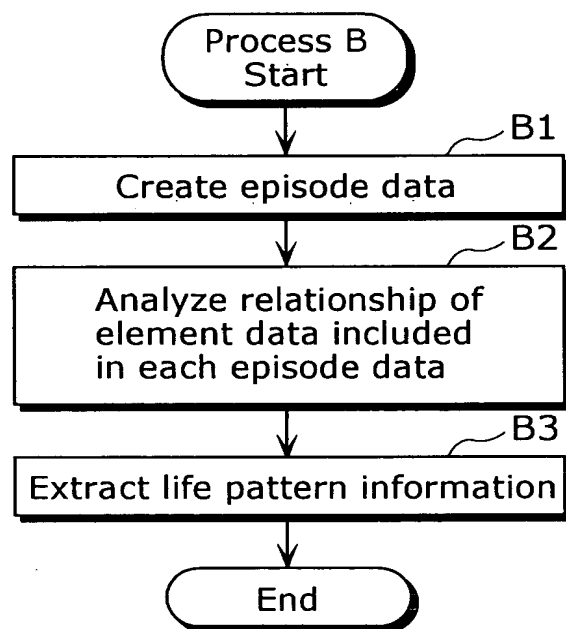 Process B
Start
B1
Create episode data
B2
Analyze relationship of
element data included
in each episode data
B3
Extract life pattern information
End